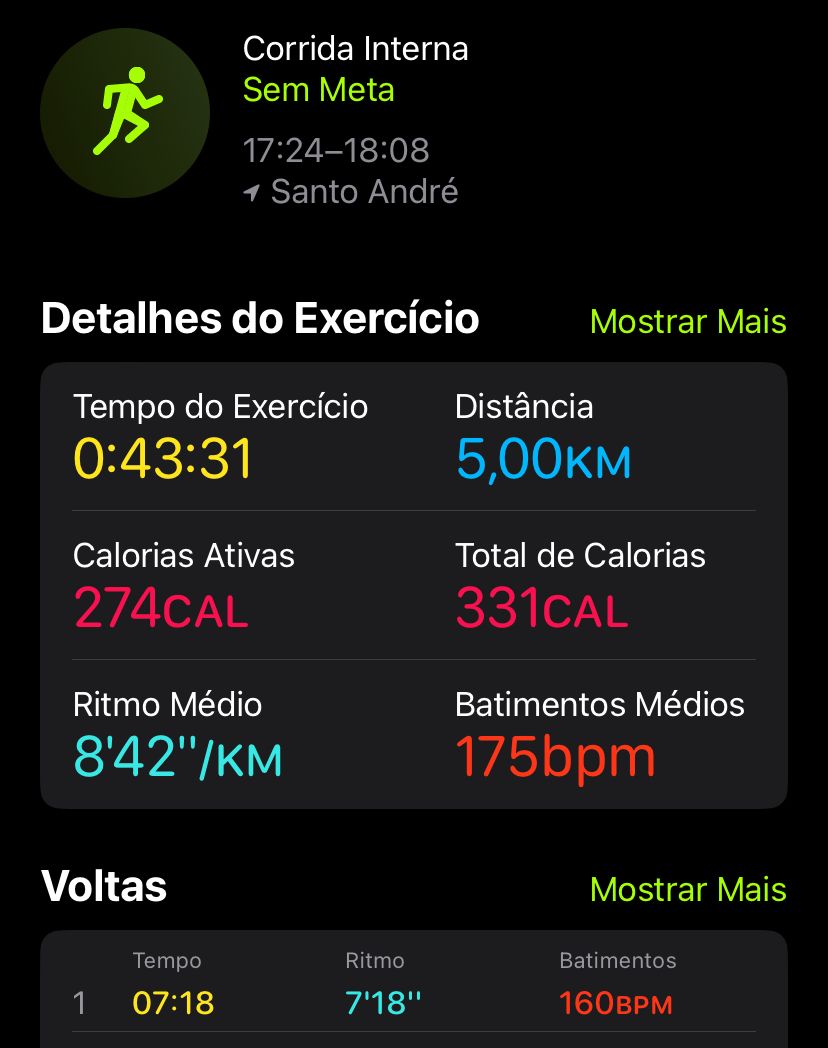 Corrida Interna
Sem Meta
17:24–18:08
Santo André
Detalhes do Exercício
Mostrar Mais
Tempo do Exercício
Distância
0:43:31
5,00KM
Calorias Ativas
Total de Calorias
274CAL
331CAL
Ritmo Médio
Batimentos Médios
8'42''/KM
175bpm
Voltas
Mostrar Mais
Tempo
Ritmo
Batimentos
1
07:18
7'18''
160BPM